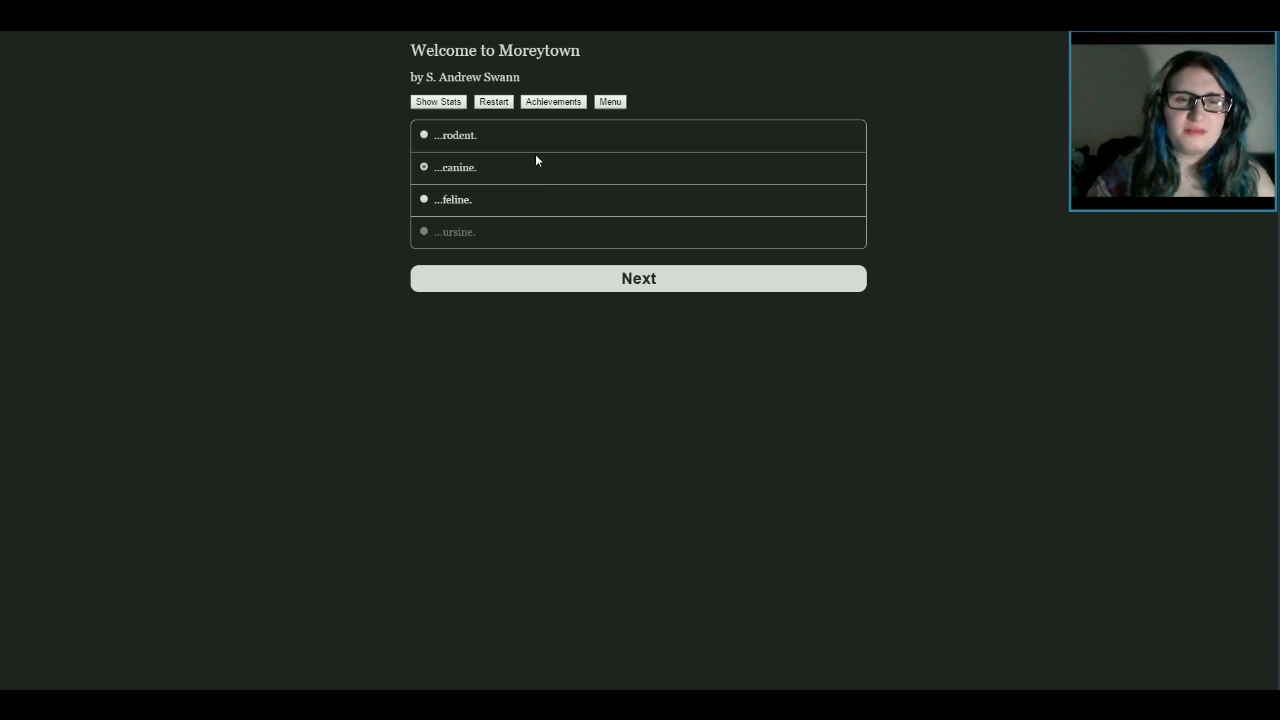 Welcome to Moreytown
by S. Andrew Swann
Show Stats Restart Achievements Menu
...rodent.
...canine.
...feline.
...ursine.
Next